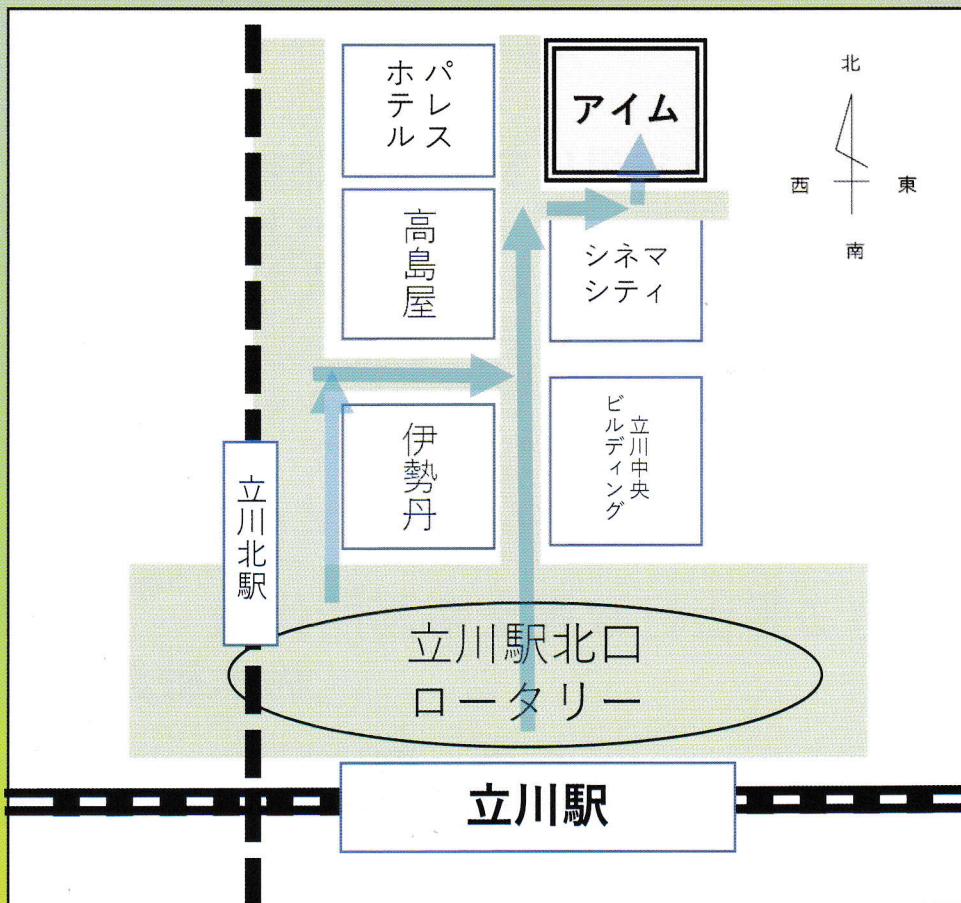 パレス
ホテル
アイム
北
西
東
南
高島屋
シネマ
シティ
伊勢丹
立川中央
ビルディング
立川北駅
立川駅北口
ロータリー
立川駅